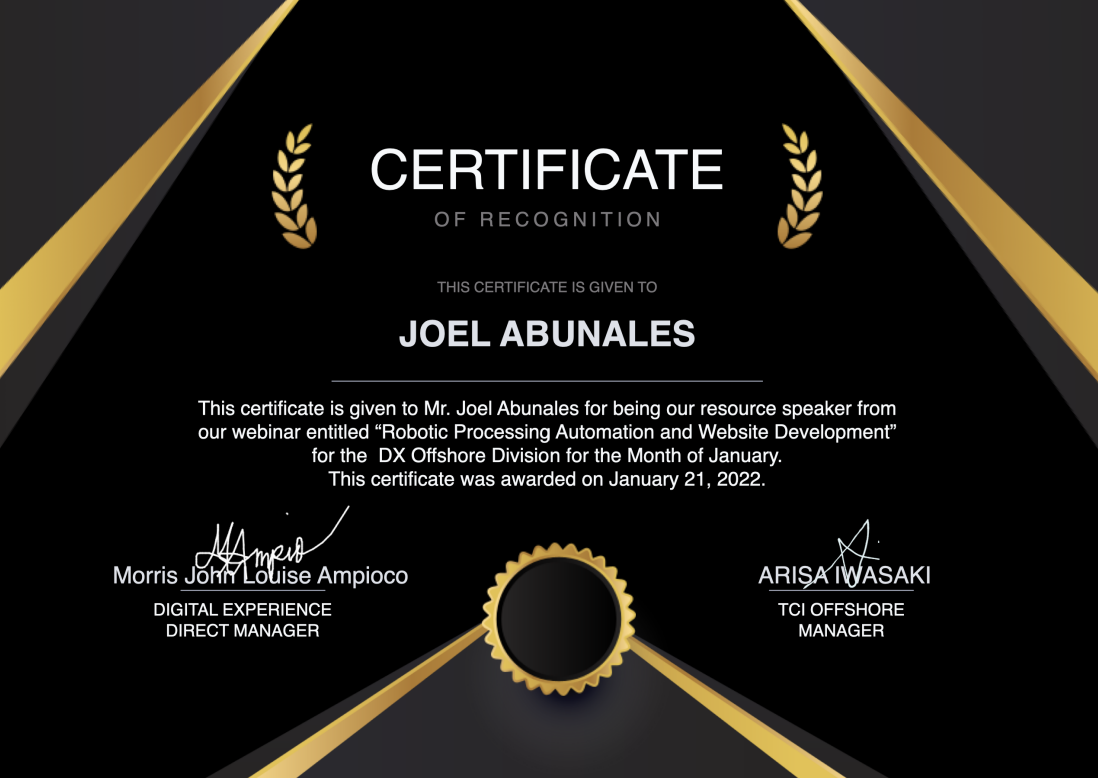 CERTIFICATE
OF RECOGNITION
THIS CERTIFICATE IS GIVEN TO
JOEL ABUNALES
This certificate is given to Mr. Joel Abunales for being our resource speaker from
our webinar entitled “Robotic Processing Automation and Website Development”
for the  DX Offshore Division for the Month of January.
This certificate was awarded on January 21, 2022.
Morris John Louise Ampioco
DIGITAL EXPERIENCE
DIRECT MANAGER
ARISA IWASAKI
TCI OFFSHORE
MANAGER